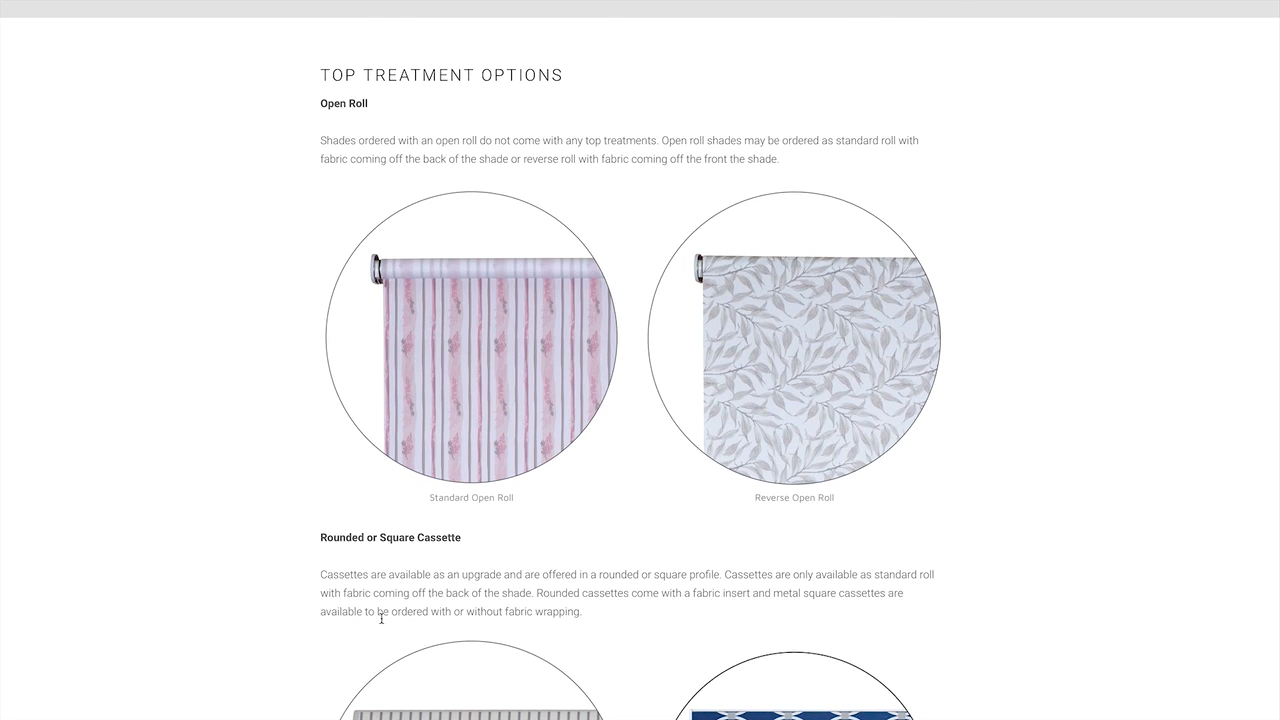 TOP TREATMENT OPTIONS
Open Roll
Shades ordered with an open roll do not come with any top treatments. Open roll shades may be ordered as standard roll with
fabric coming off the back of the shade or reverse roll with fabric coming off the front the shade.
Standard Open Roll
Reverse Open Roll
Rounded or Square Cassette
Cassettes are available as an upgrade and are offered in a rounded or square profile. Cassettes are only available as standard roll
with fabric coming off the back of the shade. Rounded cassettes come with a fabric insert and metal square cassettes are
available to be ordered with or without fabric wrapping.